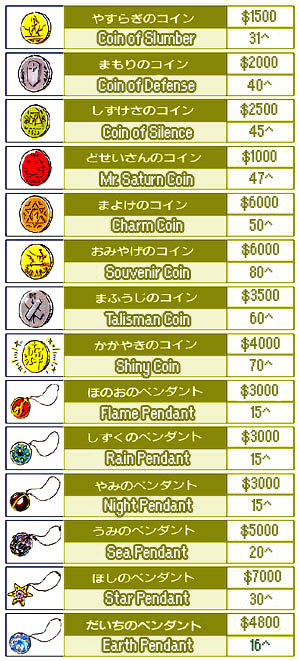 やすらぎのコイン $1500
Coin of Slumber 31^
まもりのコイン $2000
Coin of Defense 40^
しずけさのコイン $2500
Coin of Silence 45^
どせいさんのコイン $1000
Mr. Saturn Coin 47^
まよけのコイン $6000
Charm Coin 50^
おみやげのコイン $6000
Souvenir Coin 80^
まふうじのコイン $3500
Talisman Coin 60^
かがやきのコイン $4000
Shiny Coin 70^
ほのおのペンダント $3000
Flame Pendant 15^
しずくのペンダント $3000
Rain Pendant 15^
やみのペンダント $3000
Night Pendant 15^
うみのペンダント $5000
Sea Pendant 20^
ほしのペンダント $7000
Star Pendant 30^
だいちのペンダント $4800
Earth Pendant 16^